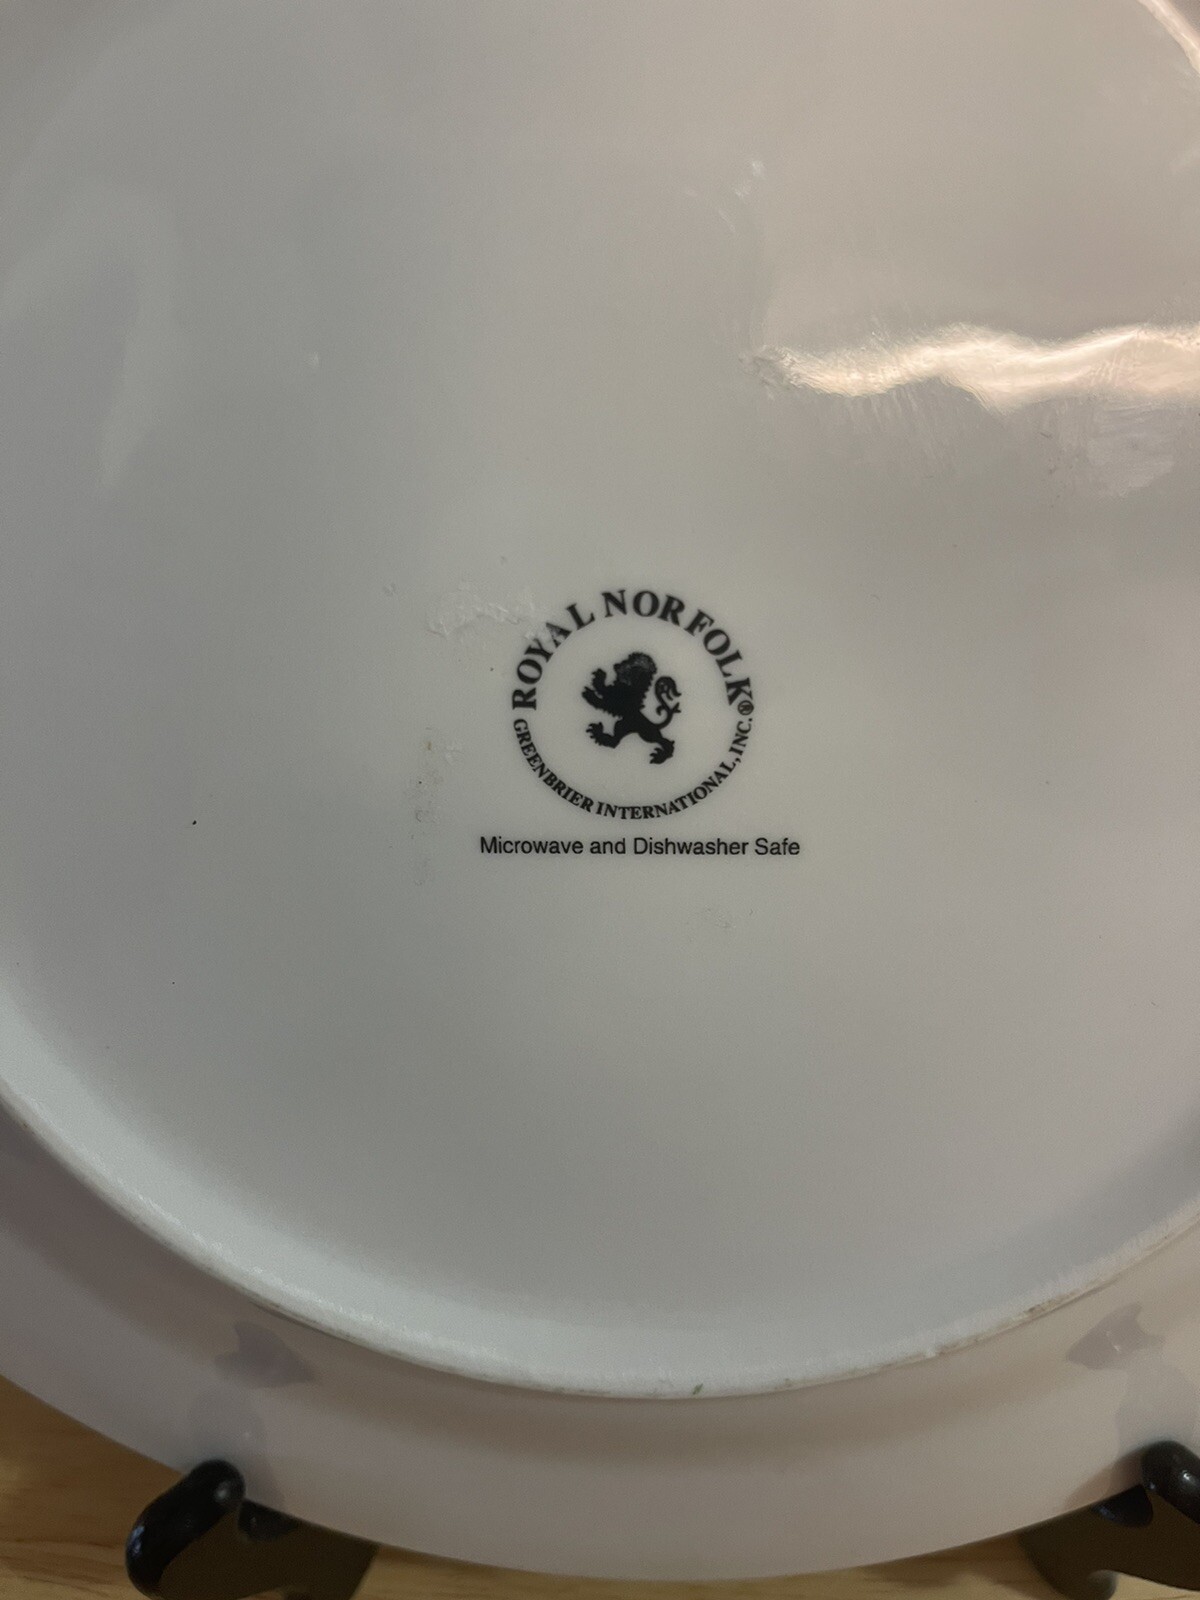 ROYAL NORFOLK®
GREENBRIER INTERNATIONAL, INC.
Microwave and Dishwasher Safe